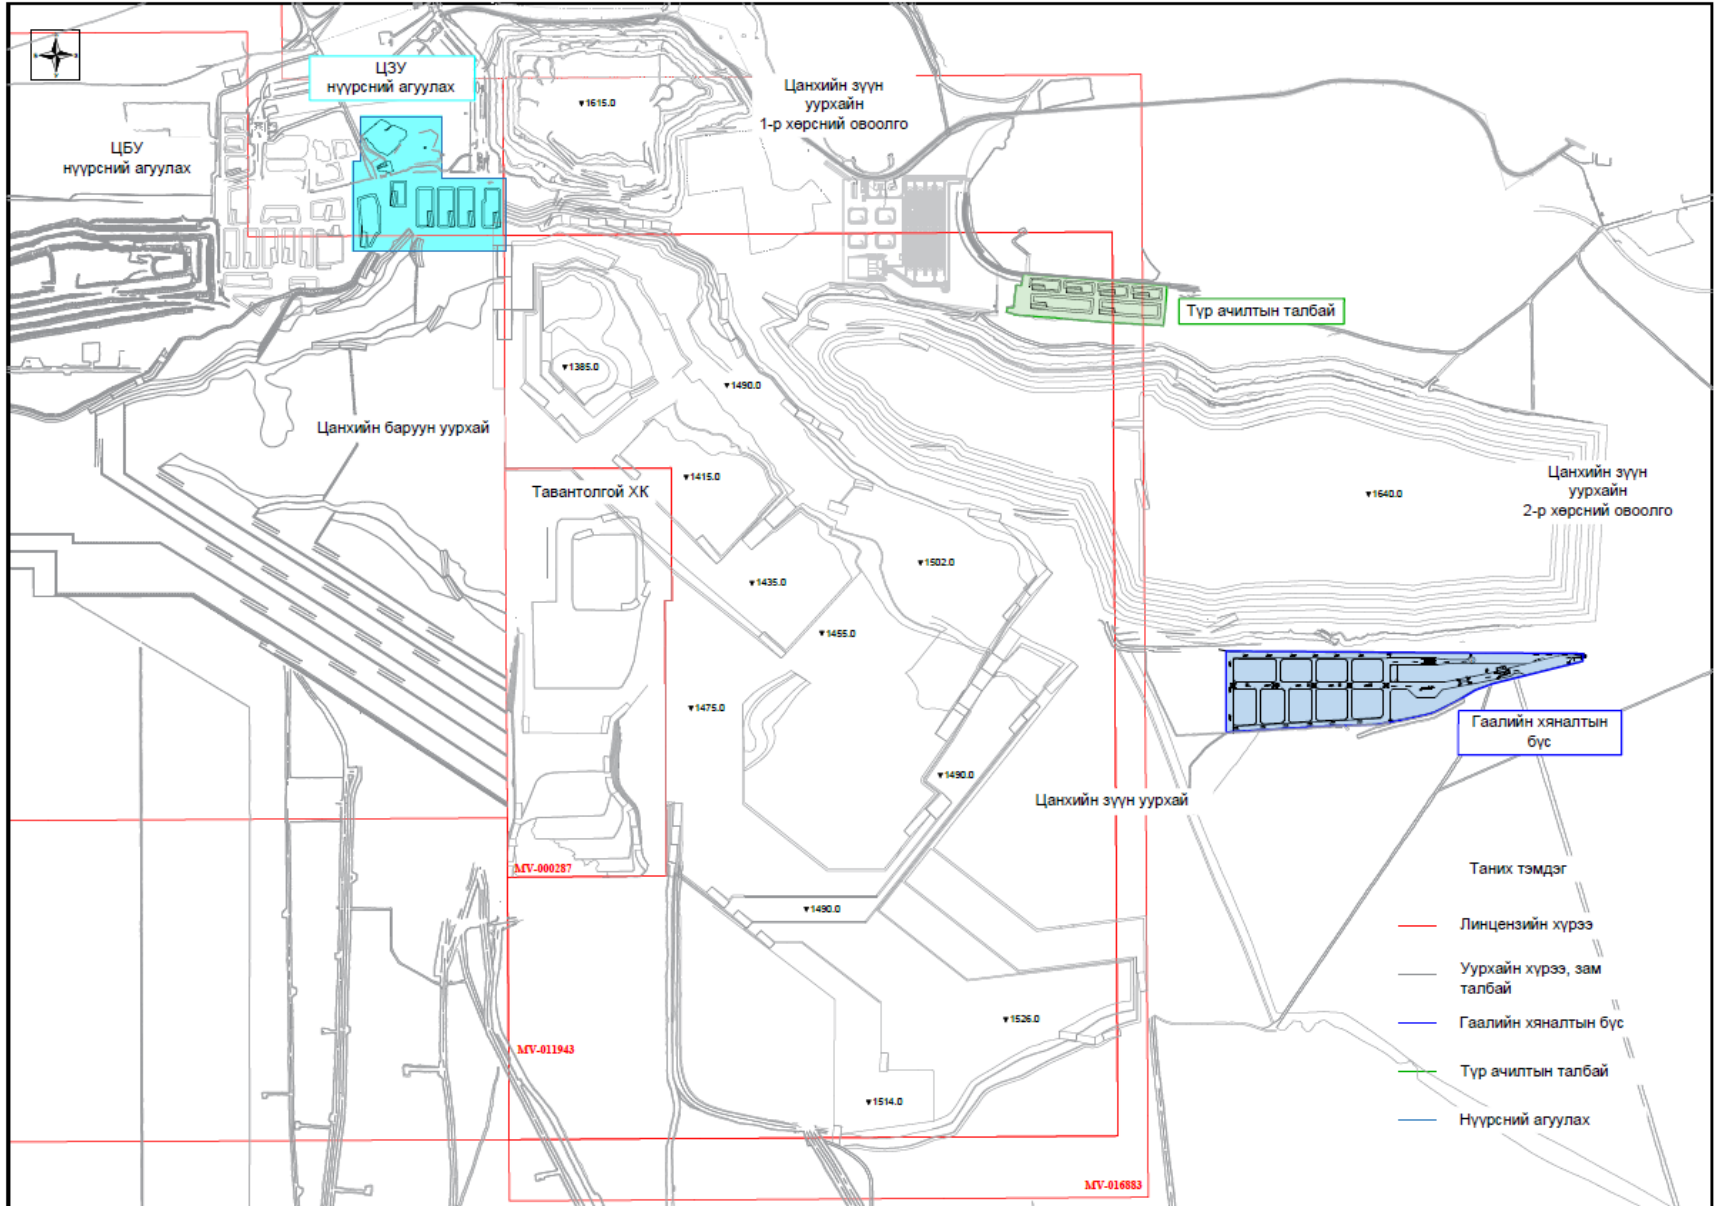 ЦЗУ
нүүрсний агуулах
ЦБУ
нүүрсний агуулах
▼1615.0
Цанхийн зүүн
уурхайн
1-р хөрсний овоолго
Түр ачилтын талбай
▼1385.0
▼1490.0
Цанхийн баруун уурхай
▼1415.0
Тавантолгой ХК
▼1640.0
Цанхийн зүүн
уурхайн
2-р хөрсний овоолго
▼1502.0
▼1435.0
▼1455.0
▼1475.0
Гаалийн хяналтын
бүс
▼1490.0
Цанхийн зүүн уурхай
MV-000287
▼1490.0
▼1526.0
MV-011943
▼1514.0
MV-016883
Таних тэмдэг
Линцензийн хүрээ
Уурхайн хүрээ, зам
талбай
Гаалийн хяналтын бүс
Түр ачилтын талбай
Нүүрсний агуулах